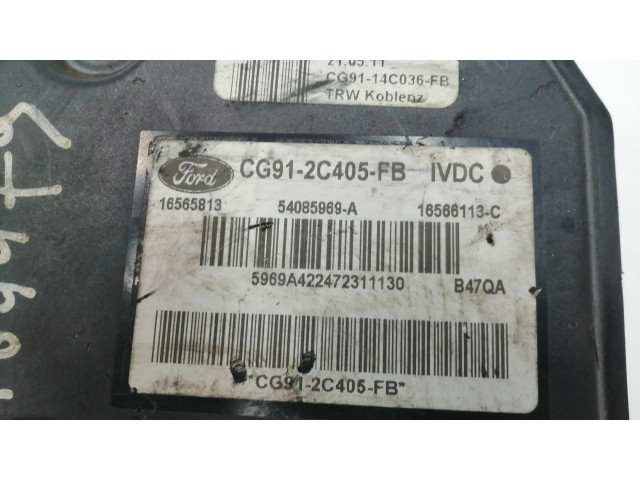 21.05.11
CG91-14C036-FB
TRW Koblenz
Ford CG91-2C405-FB IVDC
16565813 54085969-A 16566113-C
5969A422472311130 B47QA
*CG91-2C405-FB*